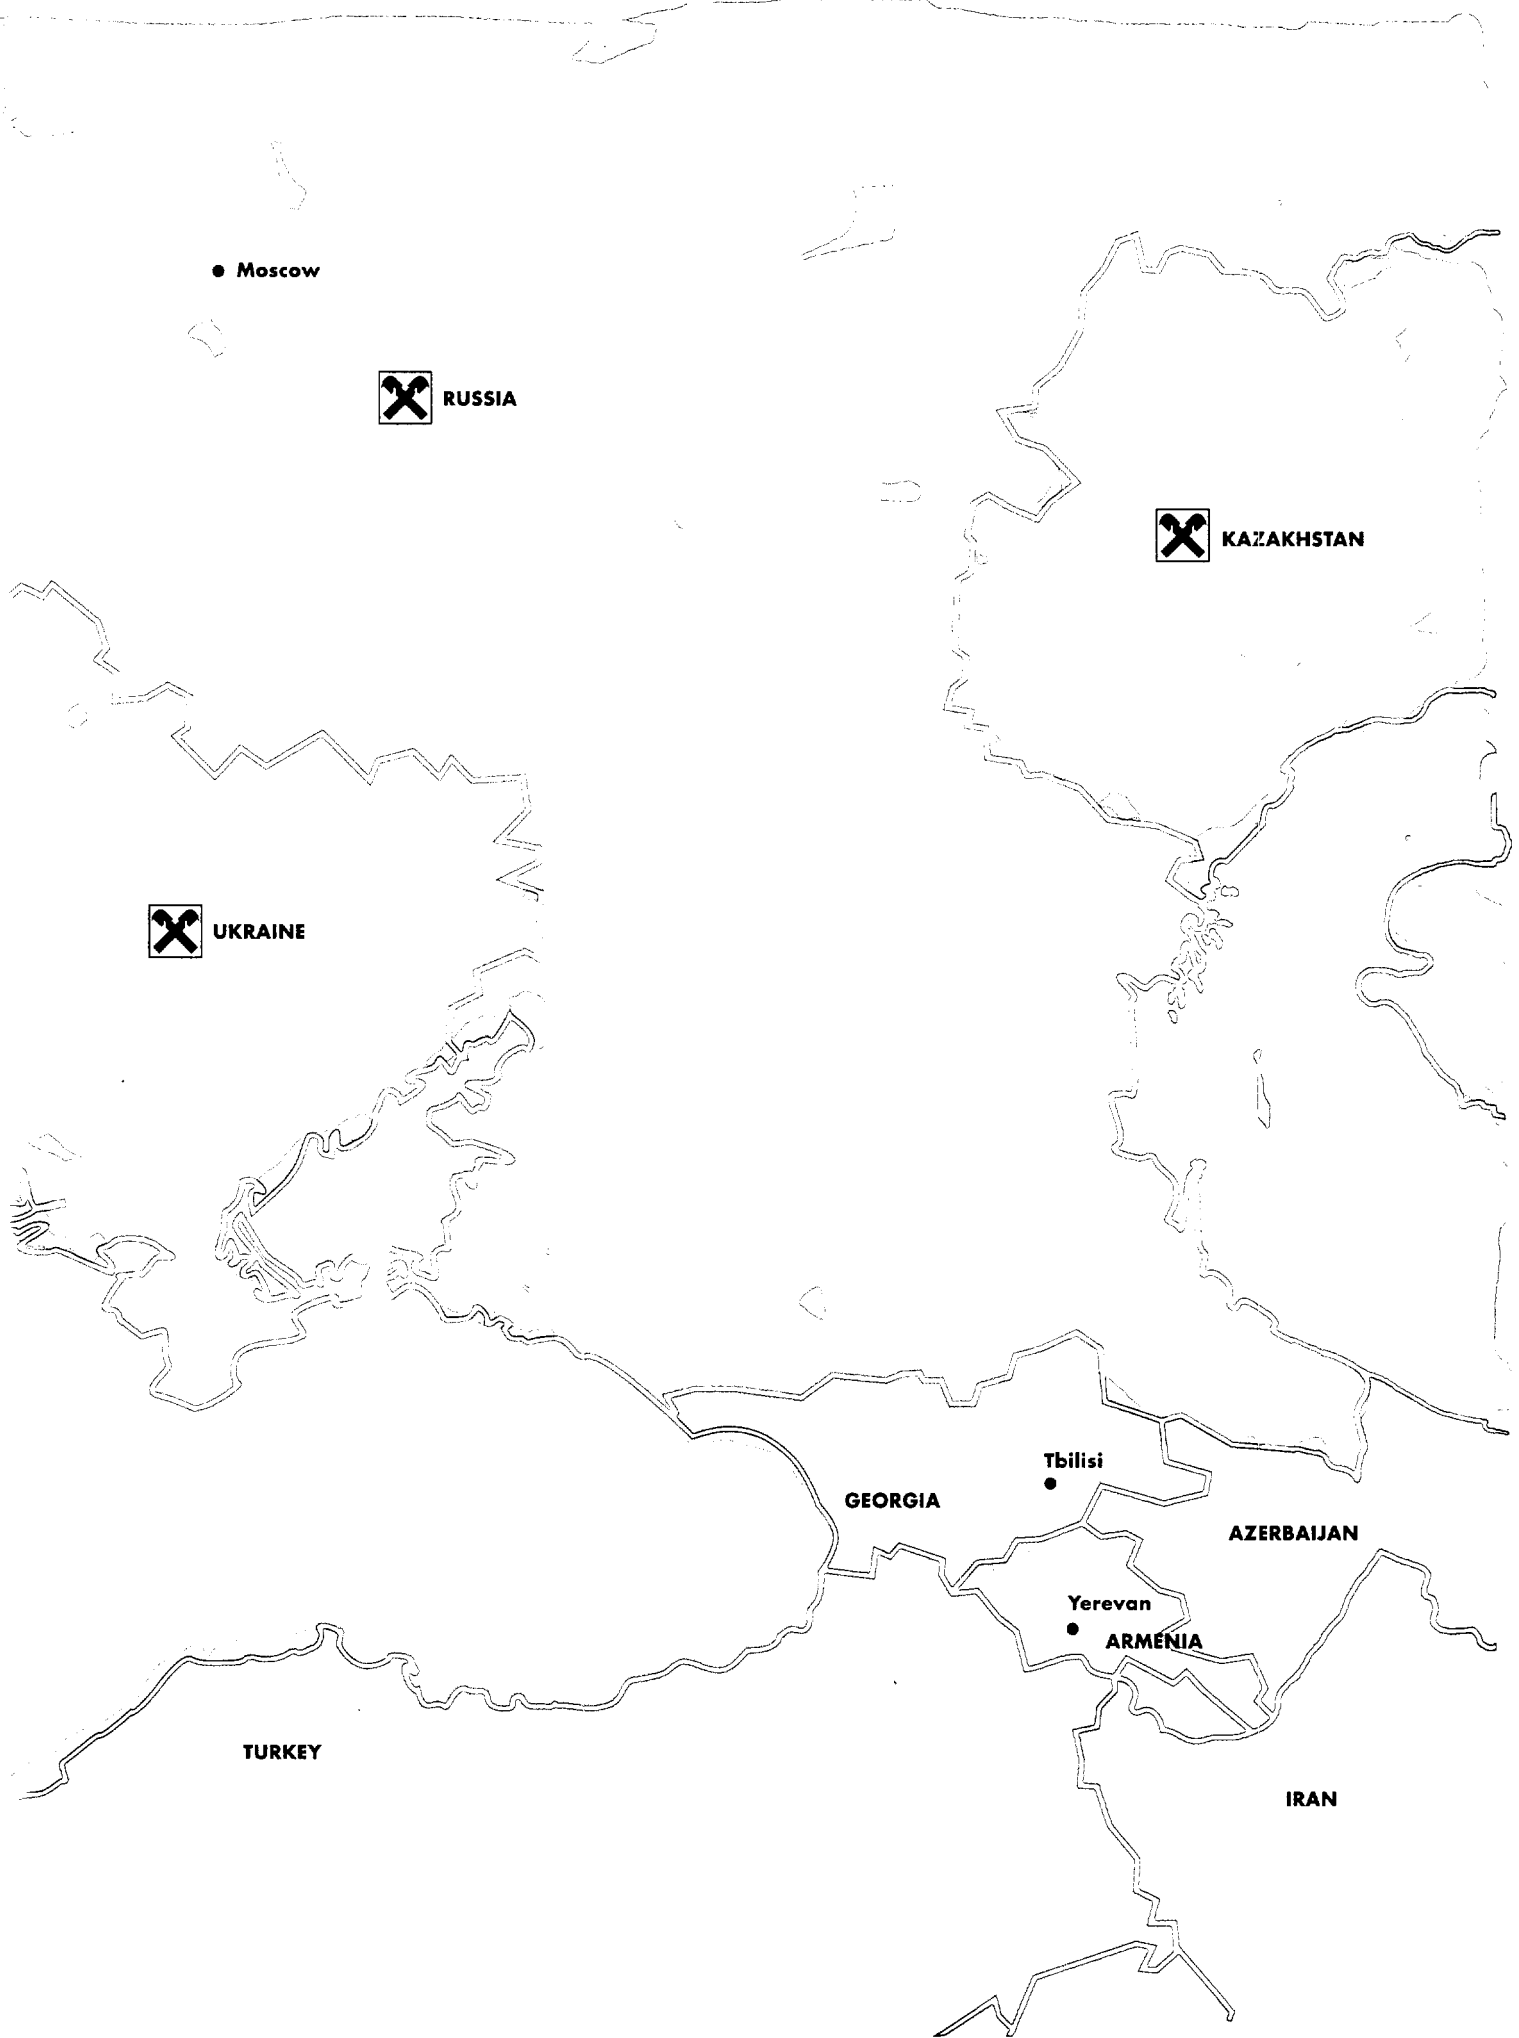 Moscow
RUSSIA
KAZAKHSTAN
UKRAINE
Tbilisi
GEORGIA
AZERBAIJAN
Yerevan
ARMENIA
TURKEY
IRAN